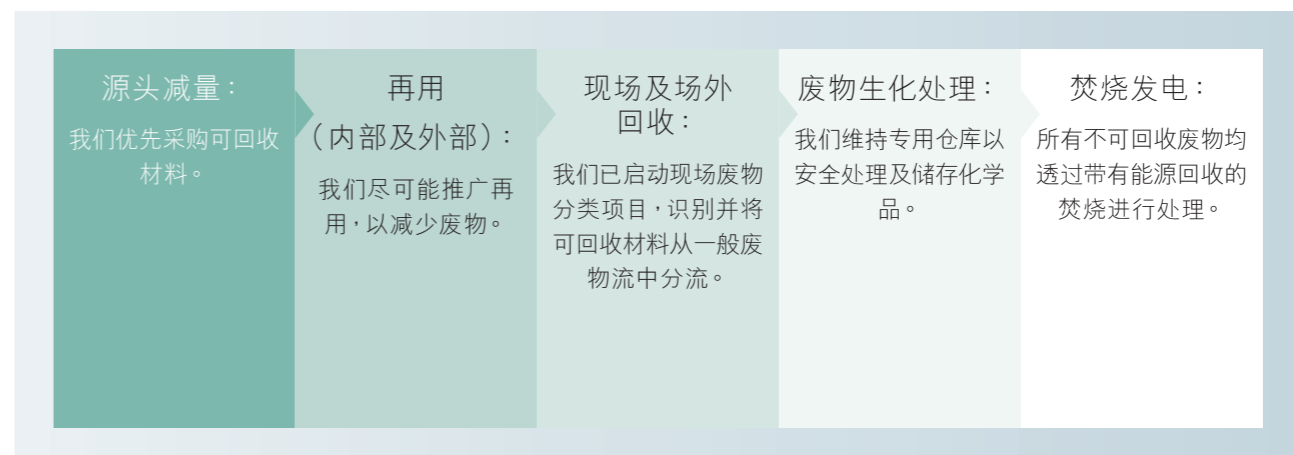 源头减量：
我们优先采购可回收
材料。
再用
（内部及外部）：
我们尽可能推广再
用，以减少废物。
现场及场外
回收：
我们已启动现场废物
分类项目，识别并将
可回收材料从一般废
物流中分流。
废物生化处理：
我们维持专用仓库以
安全处理及储存化学
品。
焚烧发电：
所有不可回收废物均
透过带有能源回收的
焚烧进行处理。